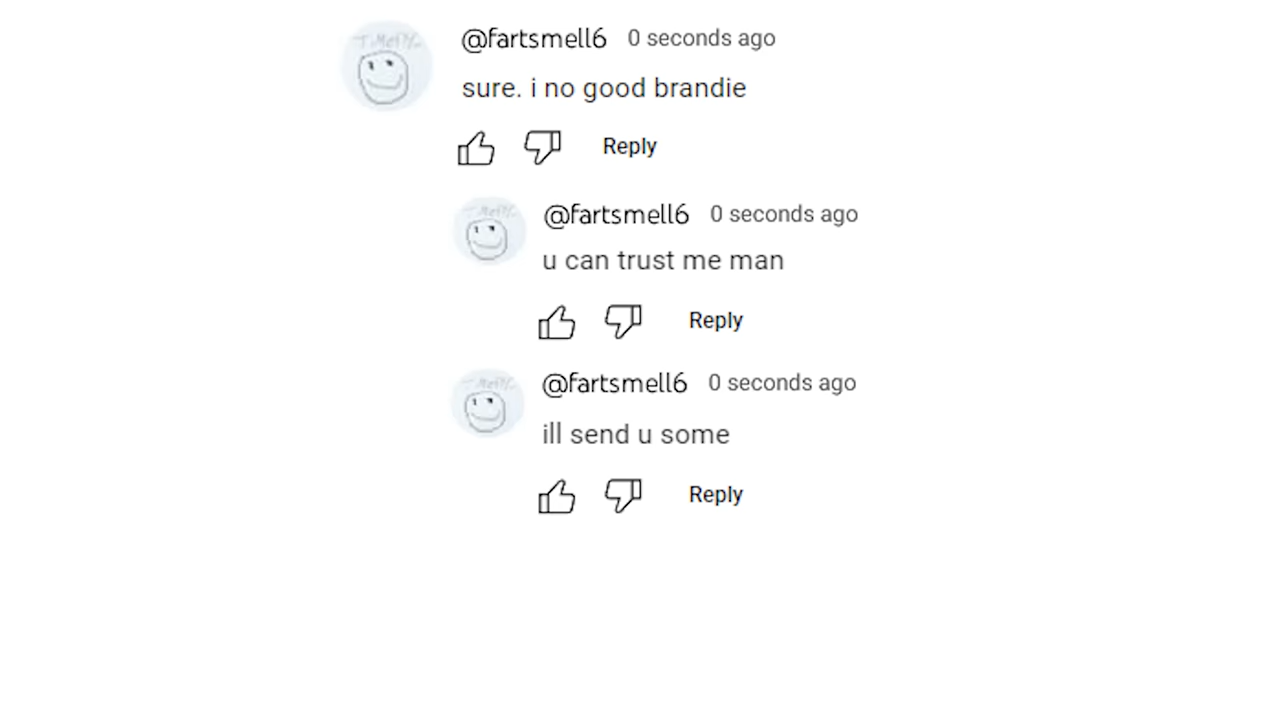 @fartsmell6 0 seconds ago
sure. i no good brandie
Reply
@fartsmell6 0 seconds ago
u can trust me man
Reply
@fartsmell6 0 seconds ago
ill send u some
Reply